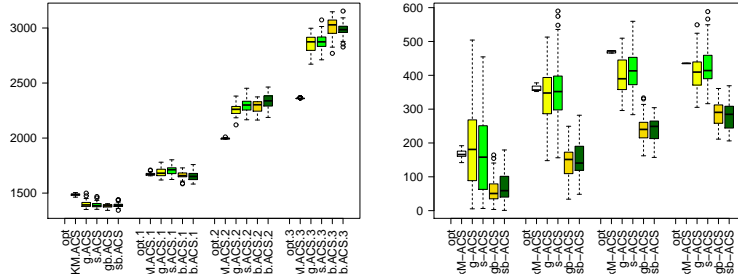 3000
2500
2000
1500
opt
KM.ACS
g.ACS
s.ACS
gb.ACS
sb.ACS
opt.1
M.ACS.1
g.ACS.1
s.ACS.1
b.ACS.1
b.ACS.1
opt.2
M.ACS.2
g.ACS.2
s.ACS.2
b.ACS.2
b.ACS.2
opt.3
M.ACS.3
g.ACS.3
s.ACS.3
b.ACS.3
b.ACS.3
600
500
400
300
200
100
0
opt
M−ACS
g−ACS
s−ACS
gb−ACS
sb−ACS
opt
M−ACS
g−ACS
s−ACS
gb−ACS
sb−ACS
opt
M−ACS
g−ACS
s−ACS
gb−ACS
sb−ACS
opt
M−ACS
g−ACS
s−ACS
gb−ACS
sb−ACS